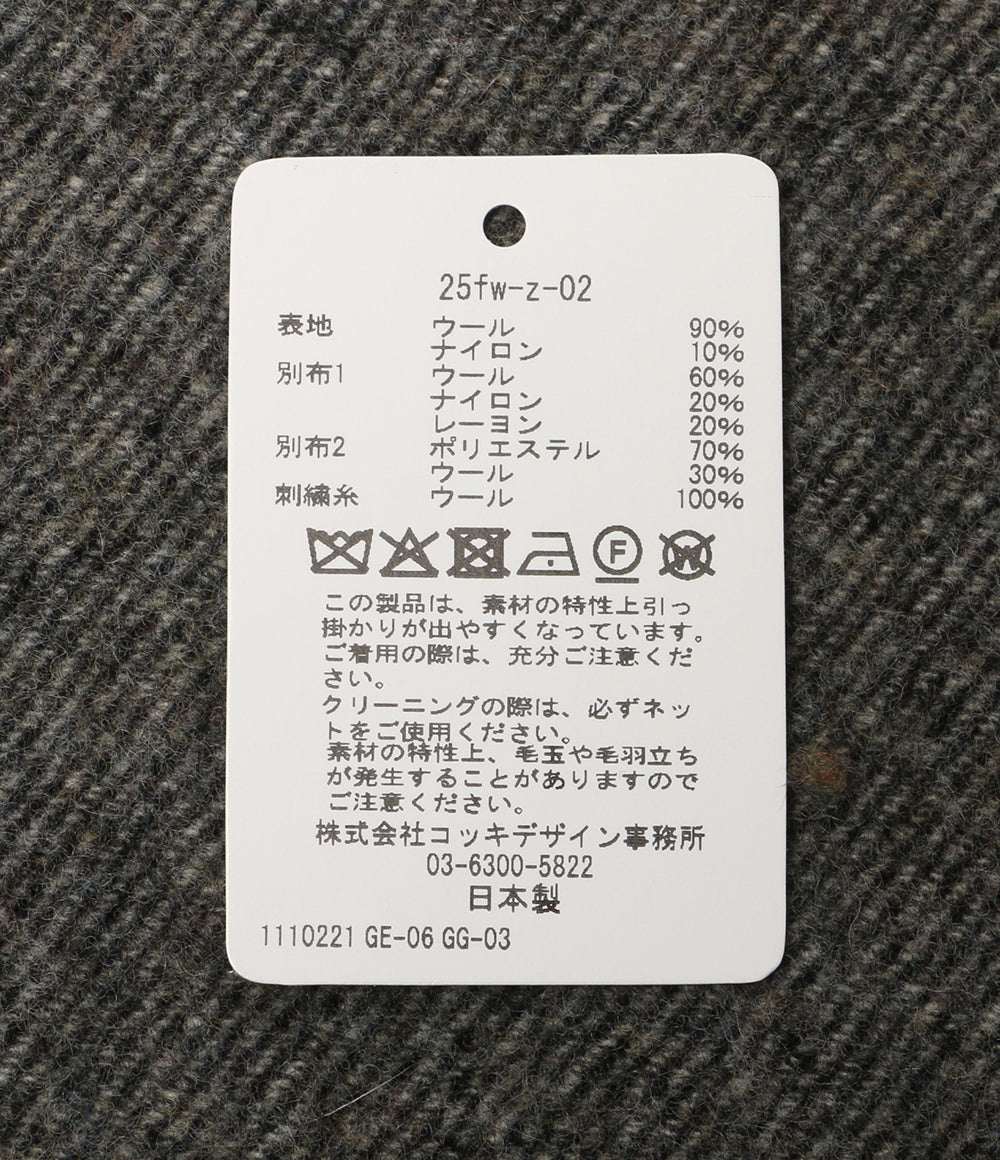 25fw-z-02
表地 ウール 90%
ナイロン 10%
別布1 ウール 60%
ナイロン 20%
レーヨン 20%
別布2 ポリエステル 70%
ウール 30%
刺繍糸 ウール 100%
F W
この製品は、素材の特性上引っ
掛かりが出やすくなっています。
ご着用の際は、充分ご注意くだ
さい。
クリーニングの際は、必ずネッ
トをご使用ください。
素材の特性上、毛玉や毛羽立ち
が発生することがありますので
ご注意ください。
株式会社コッキデザイン事務所
03-6300-5822
日本製
1110221 GE-06 GG-03